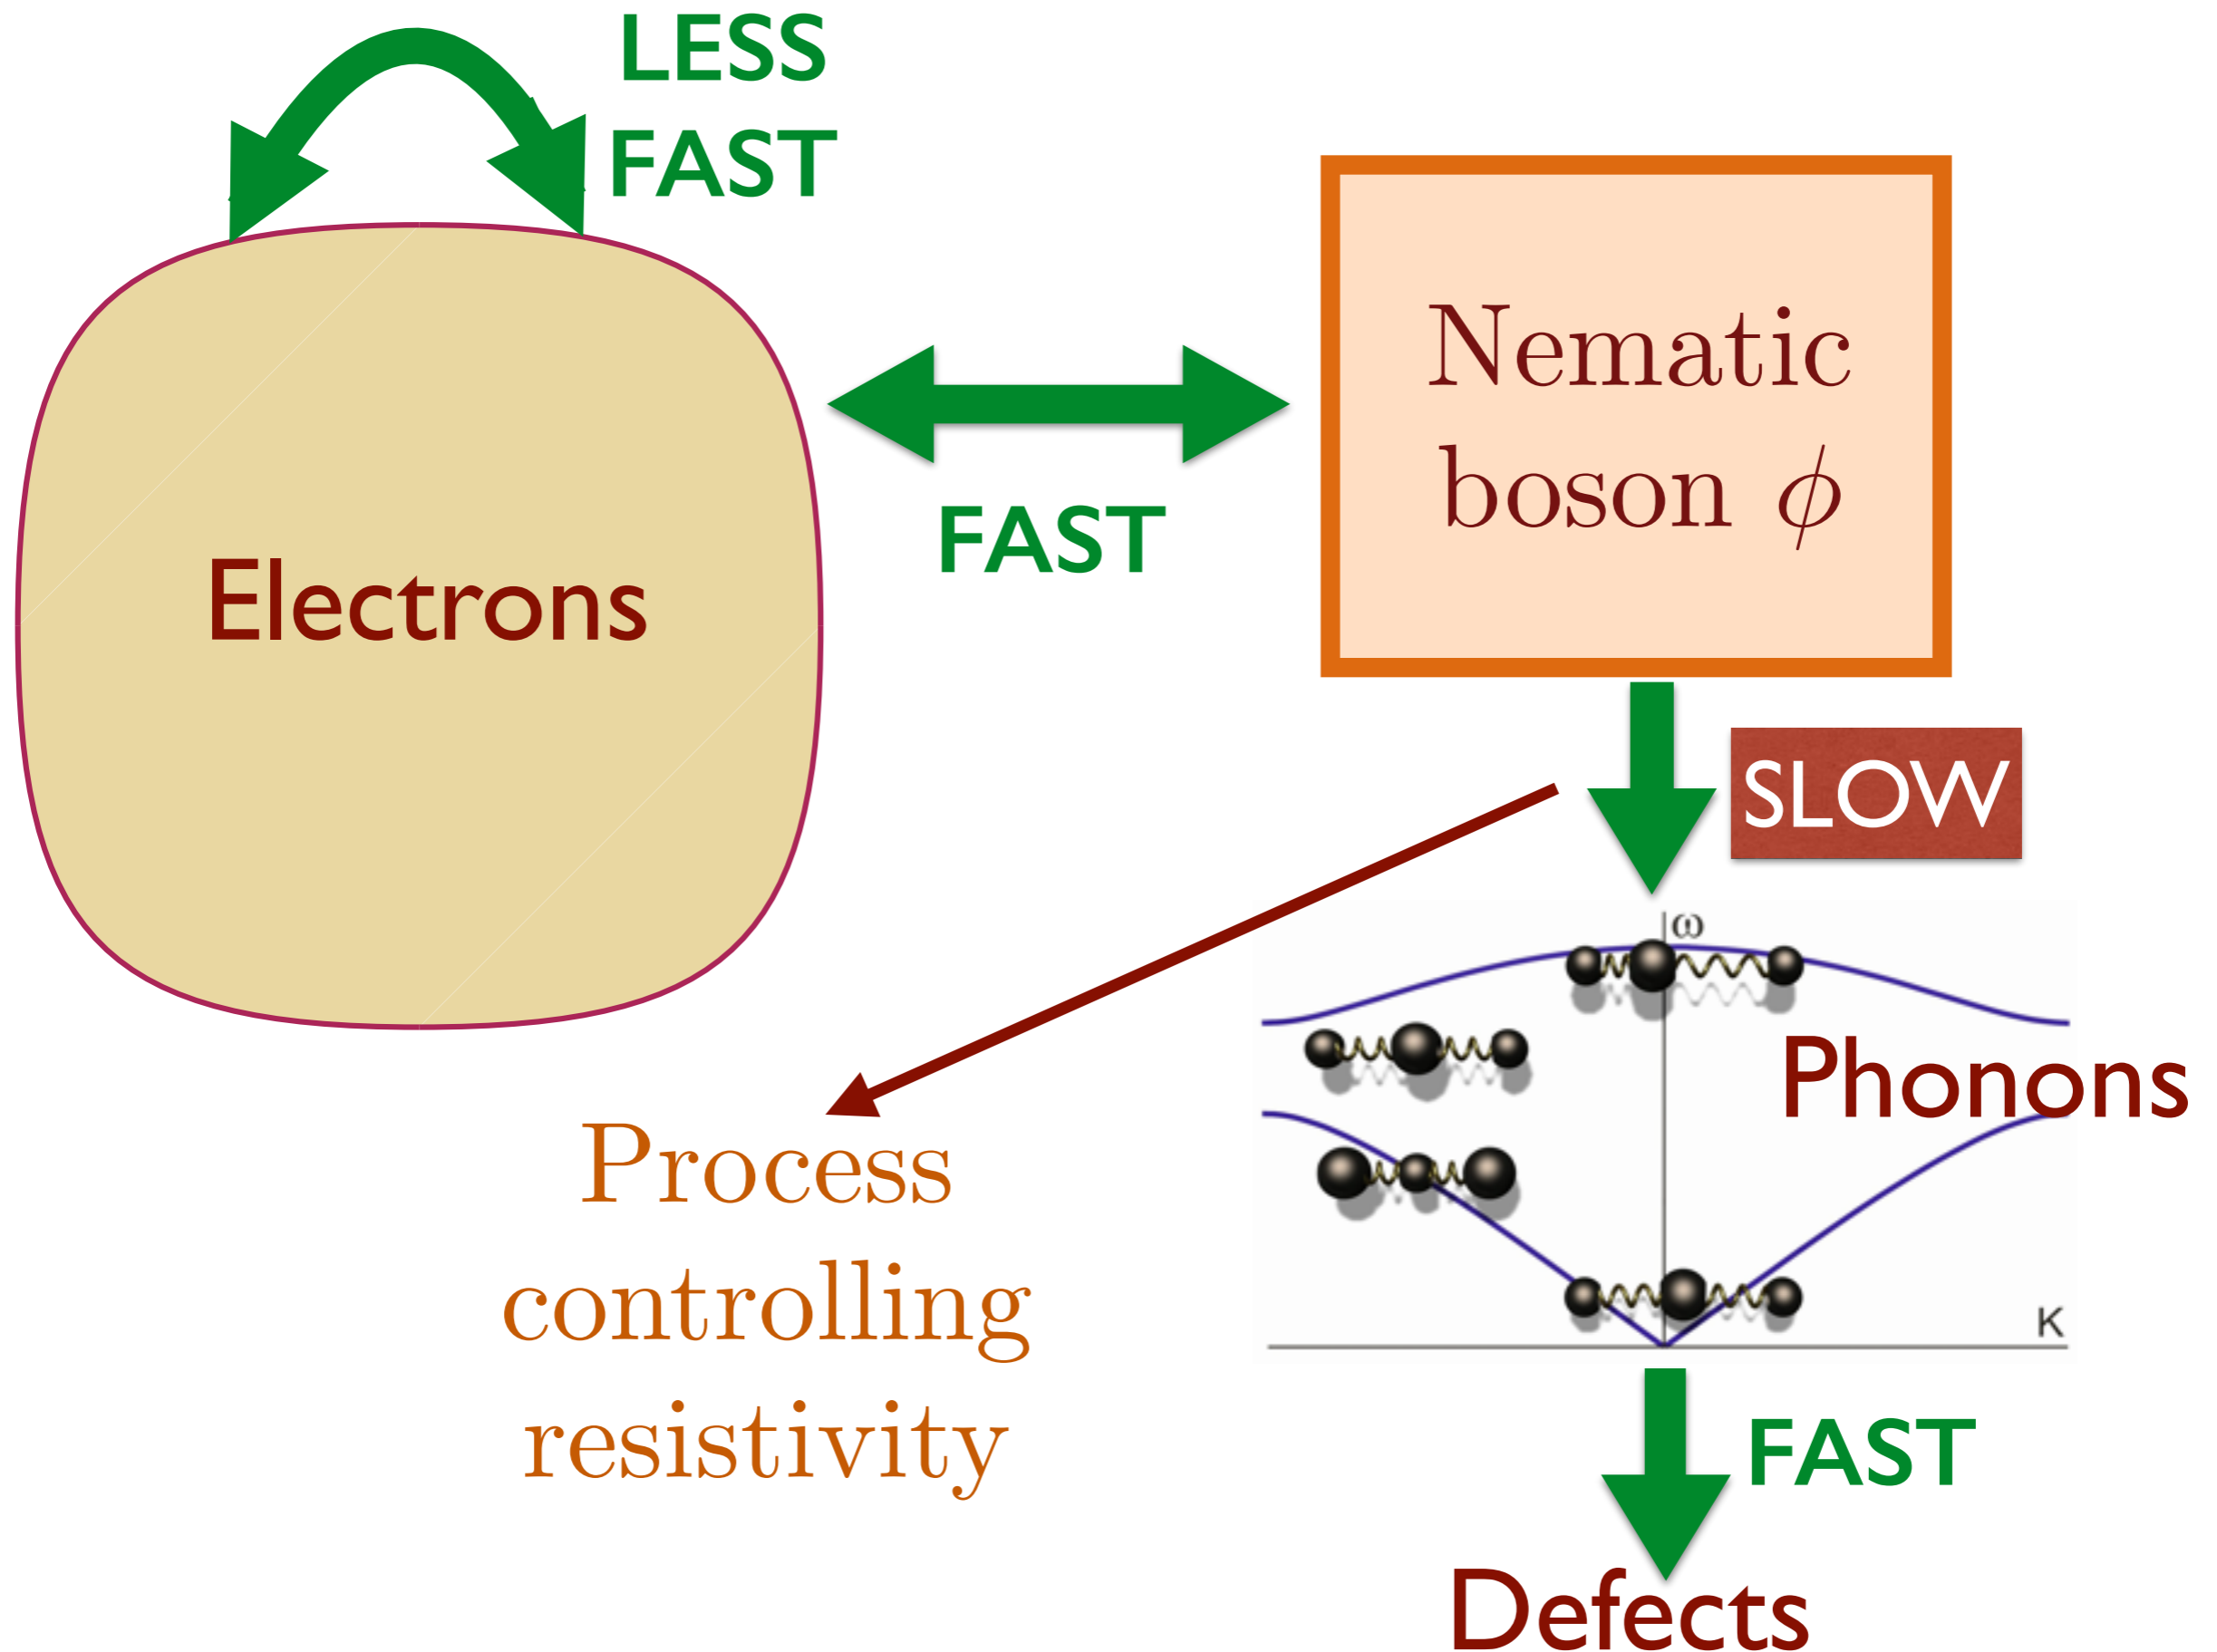 LESS
FAST
Nematic
boson ϕ
FAST
Electrons
SLOW
ω
Phonons
Process
controlling
resistivity
K
FAST
Defects